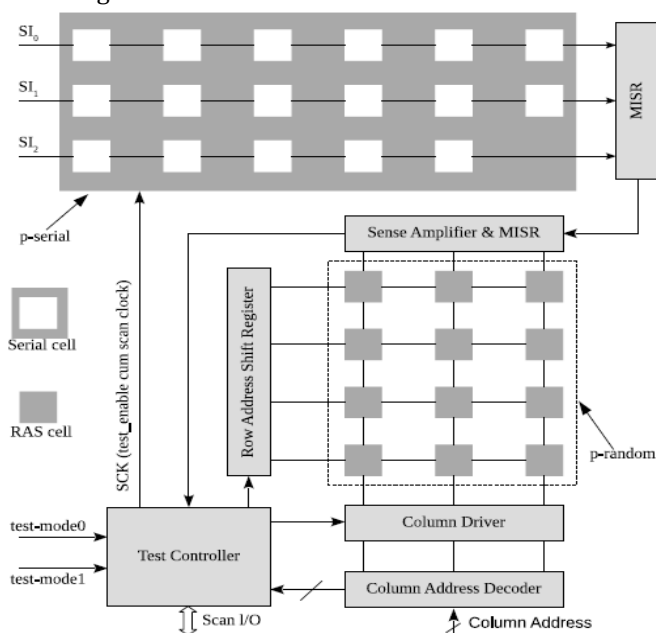 SI0
SI1
SI2
MISR
p-serial
Sense Amplifier & MISR
Serial cell
RAS cell
SCK (test_enable cum scan clock)
Row Address Shift Register
p-random
test-mode0
test-mode1
Test Controller
Column Driver
Column Address Decoder
Scan I/O
Column Address